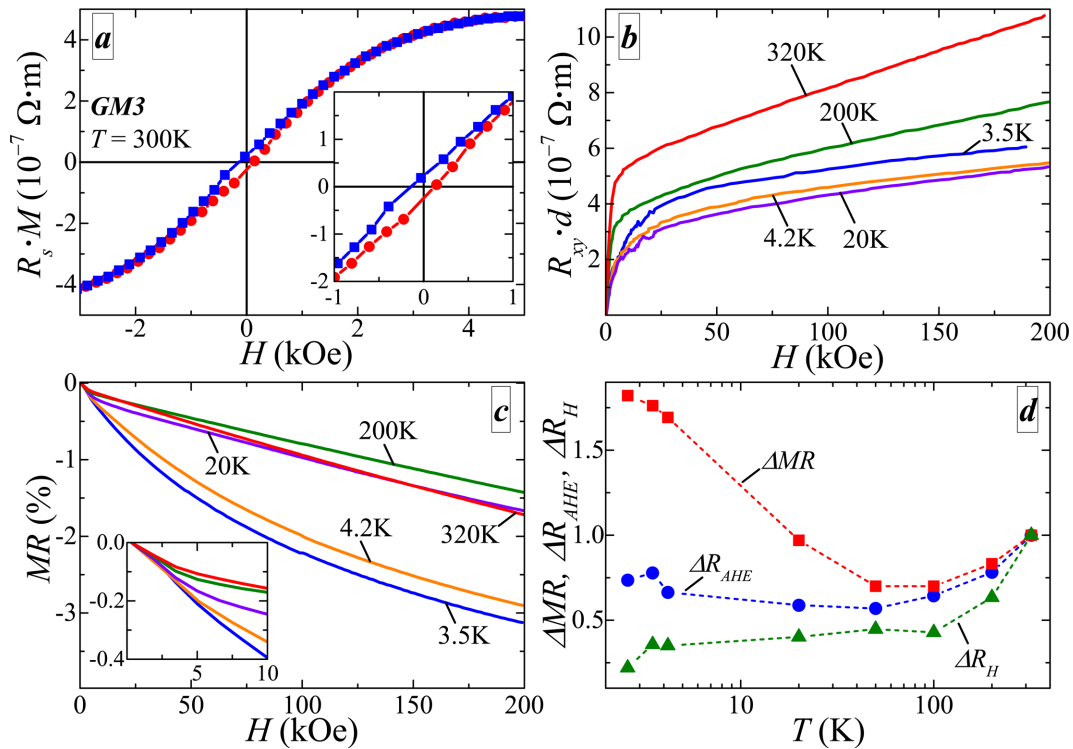 a
GM3
T = 300K
R_s·M (10^-7 Ω·m)
4
2
0
-2
-4
-2
0
2
4
H (kOe)
1
0
-1
-2
-1
0
1
b
320K
200K
3.5K
4.2K
20K
R_xy·d (10^-7 Ω·m)
10
8
6
4
2
0
50
100
150
200
H (kOe)
c
200K
20K
320K
4.2K
3.5K
MR (%)
0
-1
-2
-3
0
50
100
150
200
H (kOe)
0.0
-0.2
-0.4
5
10
d
ΔMR
ΔR_AHE
ΔR_H
ΔMR, ΔR_AHE, ΔR_H
1.5
1.0
0.5
10
100
T (K)